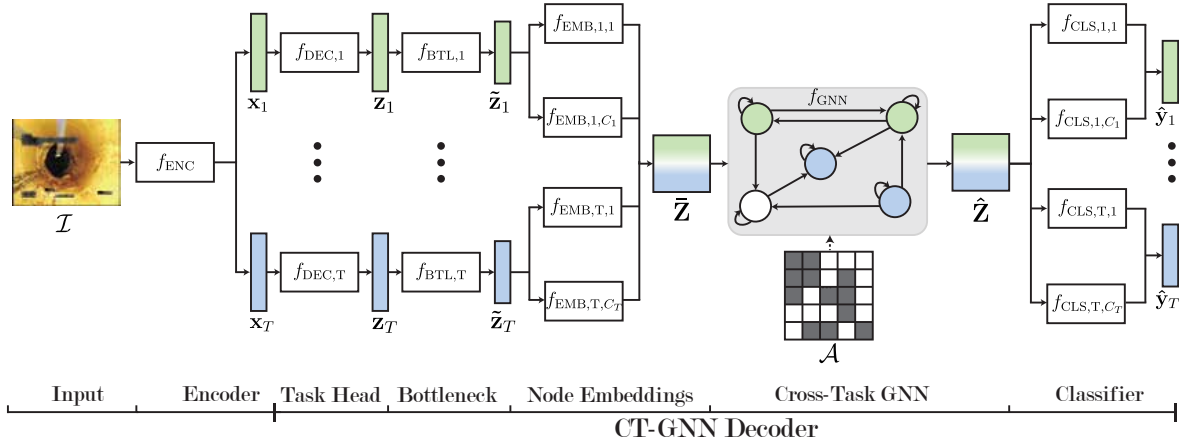 f_EMB,1,1
f_CLS,1,1
f_DEC,1
f_BTL,1
f_GNN
x_1
z_1
z̃_1
f_EMB,1,C_1
f_CLS,1,C_1
ŷ_1
f_ENC
I
Z̄
Ẑ
f_EMB,T,1
f_CLS,T,1
f_DEC,T
f_BTL,T
f_EMB,T,C_T
f_CLS,T,C_T
x_T
z_T
z̃_T
ŷ_T
A
Input Encoder Task Head Bottleneck Node Embeddings Cross-Task GNN Classifier
CT-GNN Decoder